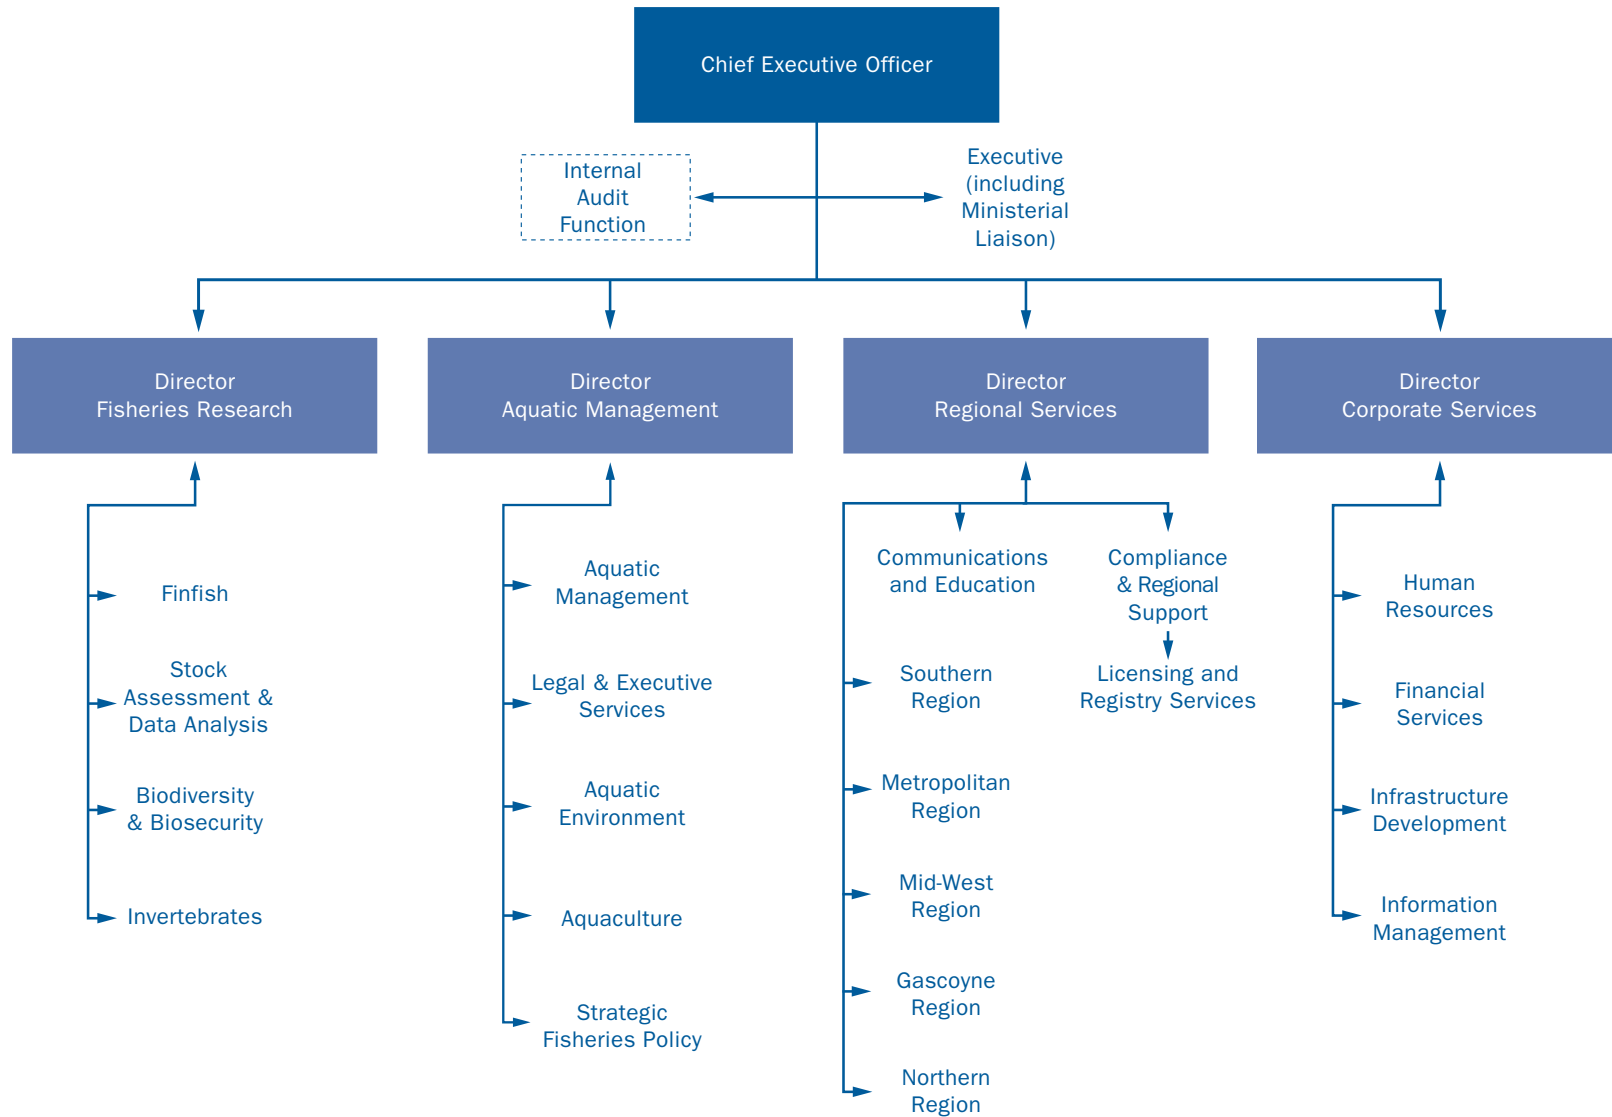 Chief Executive Officer
Internal
Audit
Function
Executive
(including
Ministerial
Liaison)
Director
Fisheries Research
Director
Aquatic Management
Director
Regional Services
Director
Corporate Services
Finfish
Stock
Assessment &
Data Analysis
Biodiversity
& Biosecurity
Invertebrates
Aquatic
Management
Legal & Executive
Services
Aquatic
Environment
Aquaculture
Strategic
Fisheries Policy
Communications
and Education
Compliance
& Regional
Support
Licensing and
Registry Services
Southern
Region
Metropolitan
Region
Mid-West
Region
Gascoyne
Region
Northern
Region
Human
Resources
Financial
Services
Infrastructure
Development
Information
Management